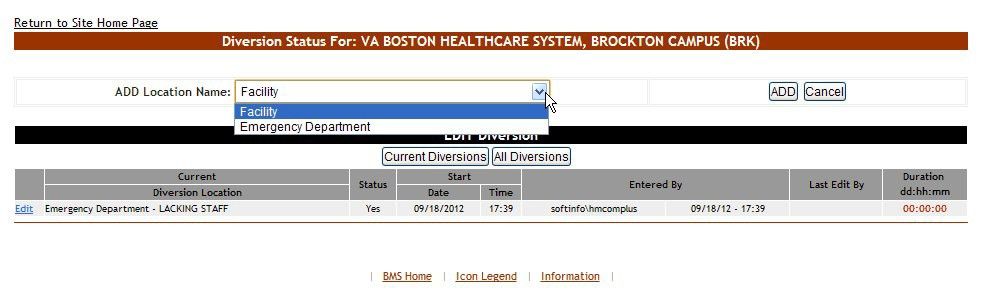 Return to Site Home Page
Diversion Status For: VA BOSTON HEALTHCARE SYSTEM, BROCKTON CAMPUS (BRK)
ADD Location Name: Facility ADD Cancel
Facility
Emergency Department
EDIT Diversion
Current Diversions All Diversions
Current Status Start Entered By Last Edit By Duration
Diversion Location Date Time dd:hh:mm
Edit Emergency Department - LACKING STAFF Yes 09/18/2012 17:39 softinfo\hmcomplus 09/18/12 - 17:39 00:00:00
| BMS Home | Icon Legend | Information |